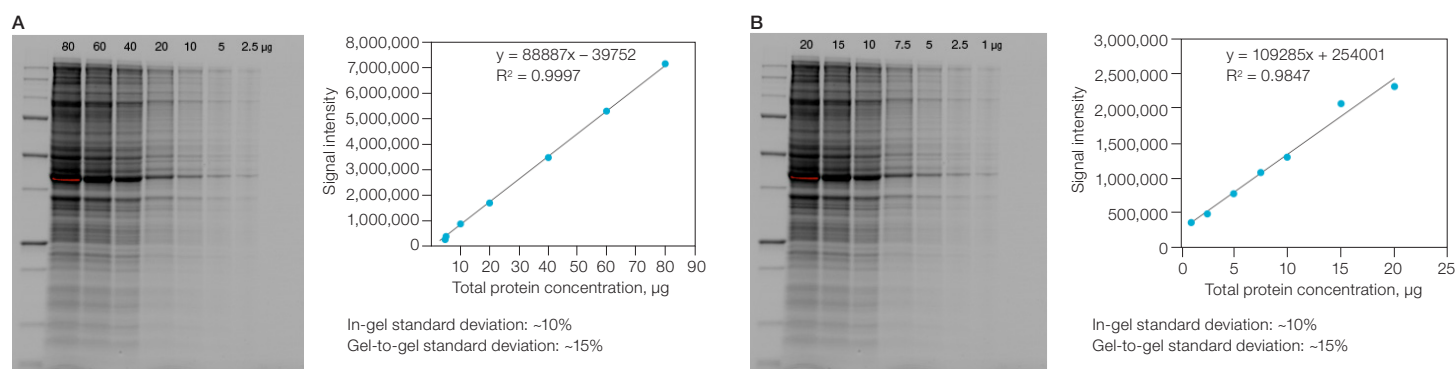 A
80 60 40 20 10 5 2.5 µg
8,000,000
7,000,000
6,000,000
5,000,000
4,000,000
3,000,000
2,000,000
1,000,000
0
Signal intensity
y = 88887x – 39752
R² = 0.9997
10 20 30 40 50 60 70 80 90
Total protein concentration, µg
In-gel standard deviation: ~10%
Gel-to-gel standard deviation: ~15%
B
20 15 10 7.5 5 2.5 1 µg
3,000,000
2,500,000
2,000,000
1,500,000
1,000,000
500,000
0
Signal intensity
y = 109285x + 254001
R² = 0.9847
0 5 10 15 20 25
Total protein concentration, µg
In-gel standard deviation: ~10%
Gel-to-gel standard deviation: ~15%